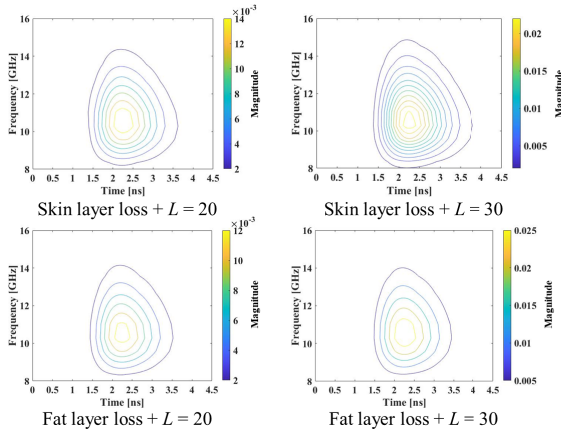 ×10⁻³
16
14
12
10
8
Frequency [GHz]
0 0.5 1 1.5 2 2.5 3 3.5 4 4.5
Time [ns]
14
12
10
8
6
4
2
Magnitude
Skin layer loss + L = 20
16
14
12
10
8
Frequency [GHz]
0 0.5 1 1.5 2 2.5 3 3.5 4 4.5
Time [ns]
0.02
0.015
0.01
0.005
Magnitude
Skin layer loss + L = 30
×10⁻³
16
14
12
10
8
Frequency [GHz]
0 0.5 1 1.5 2 2.5 3 3.5 4 4.5
Time [ns]
12
10
8
6
4
2
Magnitude
Fat layer loss + L = 20
16
14
12
10
8
Frequency [GHz]
0 0.5 1 1.5 2 2.5 3 3.5 4 4.5
Time [ns]
0.025
0.02
0.015
0.01
0.005
Magnitude
Fat layer loss + L = 30